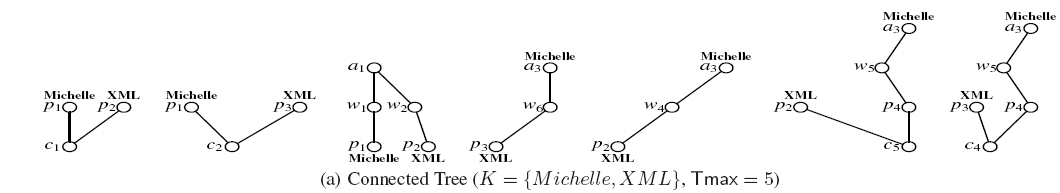 Michelle
a3
Michelle
a3
Michelle
a3
Michelle
a3
a1
w5
w5
Michelle
p1
XML
p2
Michelle
p1
XML
p3
w1
w2
w6
w4
XML
p2
p4
XML
p3
p4
c1
c2
p1
Michelle
p2
XML
p3
XML
p2
XML
c5
c4
(a) Connected Tree (K = {Michelle, XML}, Tmax = 5)